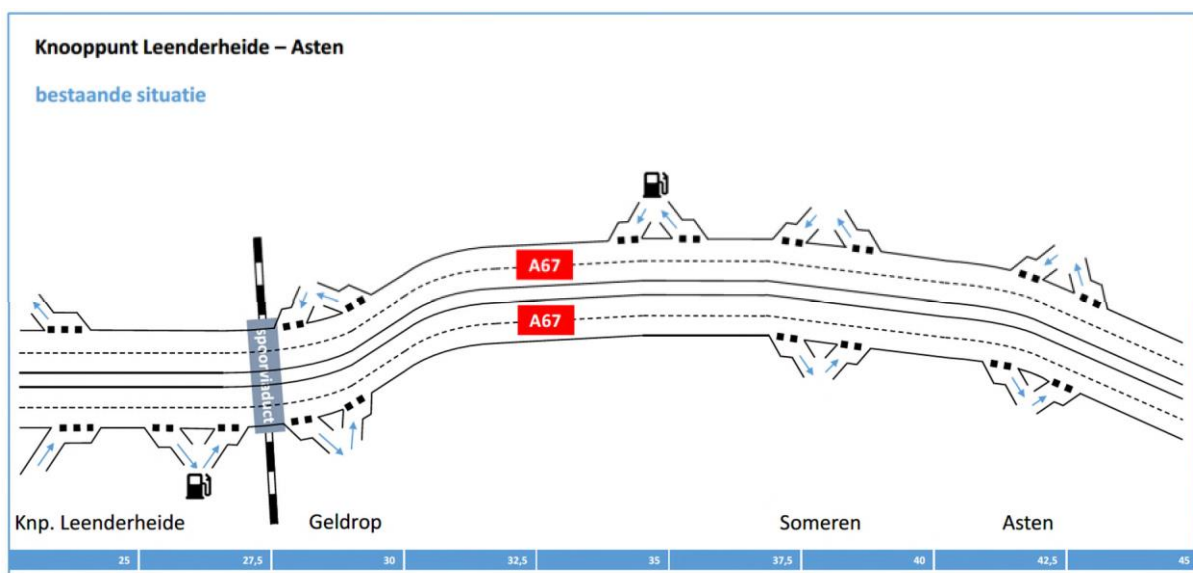 Knooppunt Leenderheide – Asten
bestaande situatie
A67
A67
spoorviaduct
Knp. Leenderheide
Geldrop
Someren
Asten
25
27,5
30
32,5
35
37,5
40
42,5
45